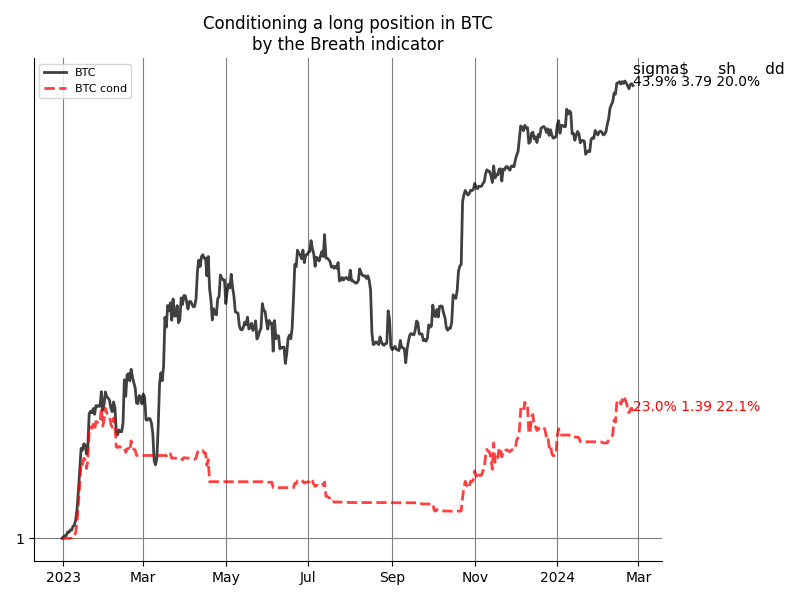 Conditioning a long position in BTC
by the Breath indicator
BTC
BTC cond
sigma$ sh dd
43.9% 3.79 20.0%
23.0% 1.39 22.1%
1
2023 Mar May Jul Sep Nov 2024 Mar